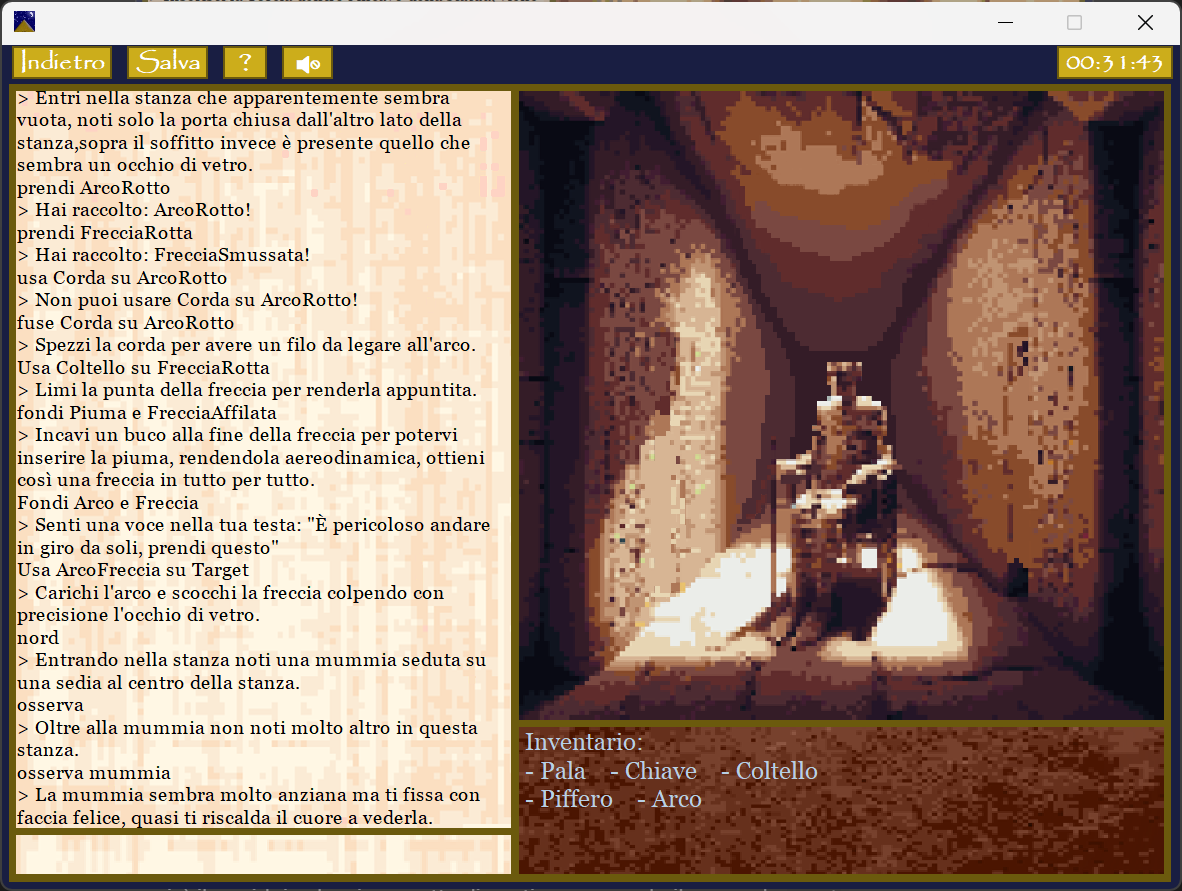 Indietro
Salva
?
00:31:43
> Entri nella stanza che apparentemente sembra
vuota, noti solo la porta chiusa dall'altro lato della
stanza,sopra il soffitto invece è presente quello che
sembra un occhio di vetro.
prendi ArcoRotto
> Hai raccolto: ArcoRotto!
prendi FrecciaRotta
> Hai raccolto: FrecciaSmussata!
usa Corda su ArcoRotto
> Non puoi usare Corda su ArcoRotto!
fuse Corda su ArcoRotto
> Spezzi la corda per avere un filo da legare all'arco.
Usa Coltello su FrecciaRotta
> Limi la punta della freccia per renderla appuntita.
fondi Piuma e FrecciaAffilata
> Incavi un buco alla fine della freccia per potervi
inserire la piuma, rendendola aereodinamica, ottieni
così una freccia in tutto per tutto.
Fondi Arco e Freccia
> Senti una voce nella tua testa: "È pericoloso andare
in giro da soli, prendi questo"
Usa ArcoFreccia su Target
> Carichi l'arco e scocchi la freccia colpendo con
precisione l'occhio di vetro.
nord
> Entrando nella stanza noti una mummia seduta su
una sedia al centro della stanza.
osserva
> Oltre alla mummia non noti molto altro in questa
stanza.
osserva mummia
> La mummia sembra molto anziana ma ti fissa con
faccia felice, quasi ti riscalda il cuore a vederla.
Inventario:
- Pala - Chiave - Coltello
- Piffero - Arco